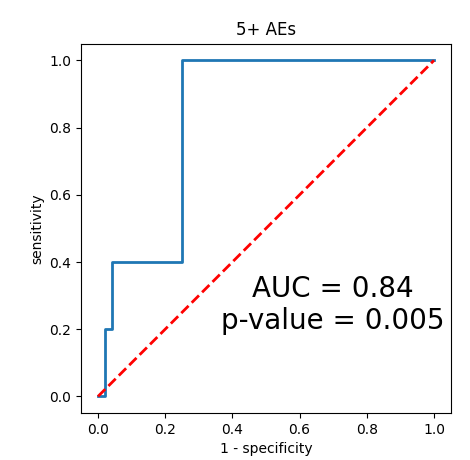 5+ AEs
1.0
0.8
0.6
0.4
0.2
0.0
sensitivity
AUC = 0.84
p-value = 0.005
0.0 0.2 0.4 0.6 0.8 1.0
1 - specificity